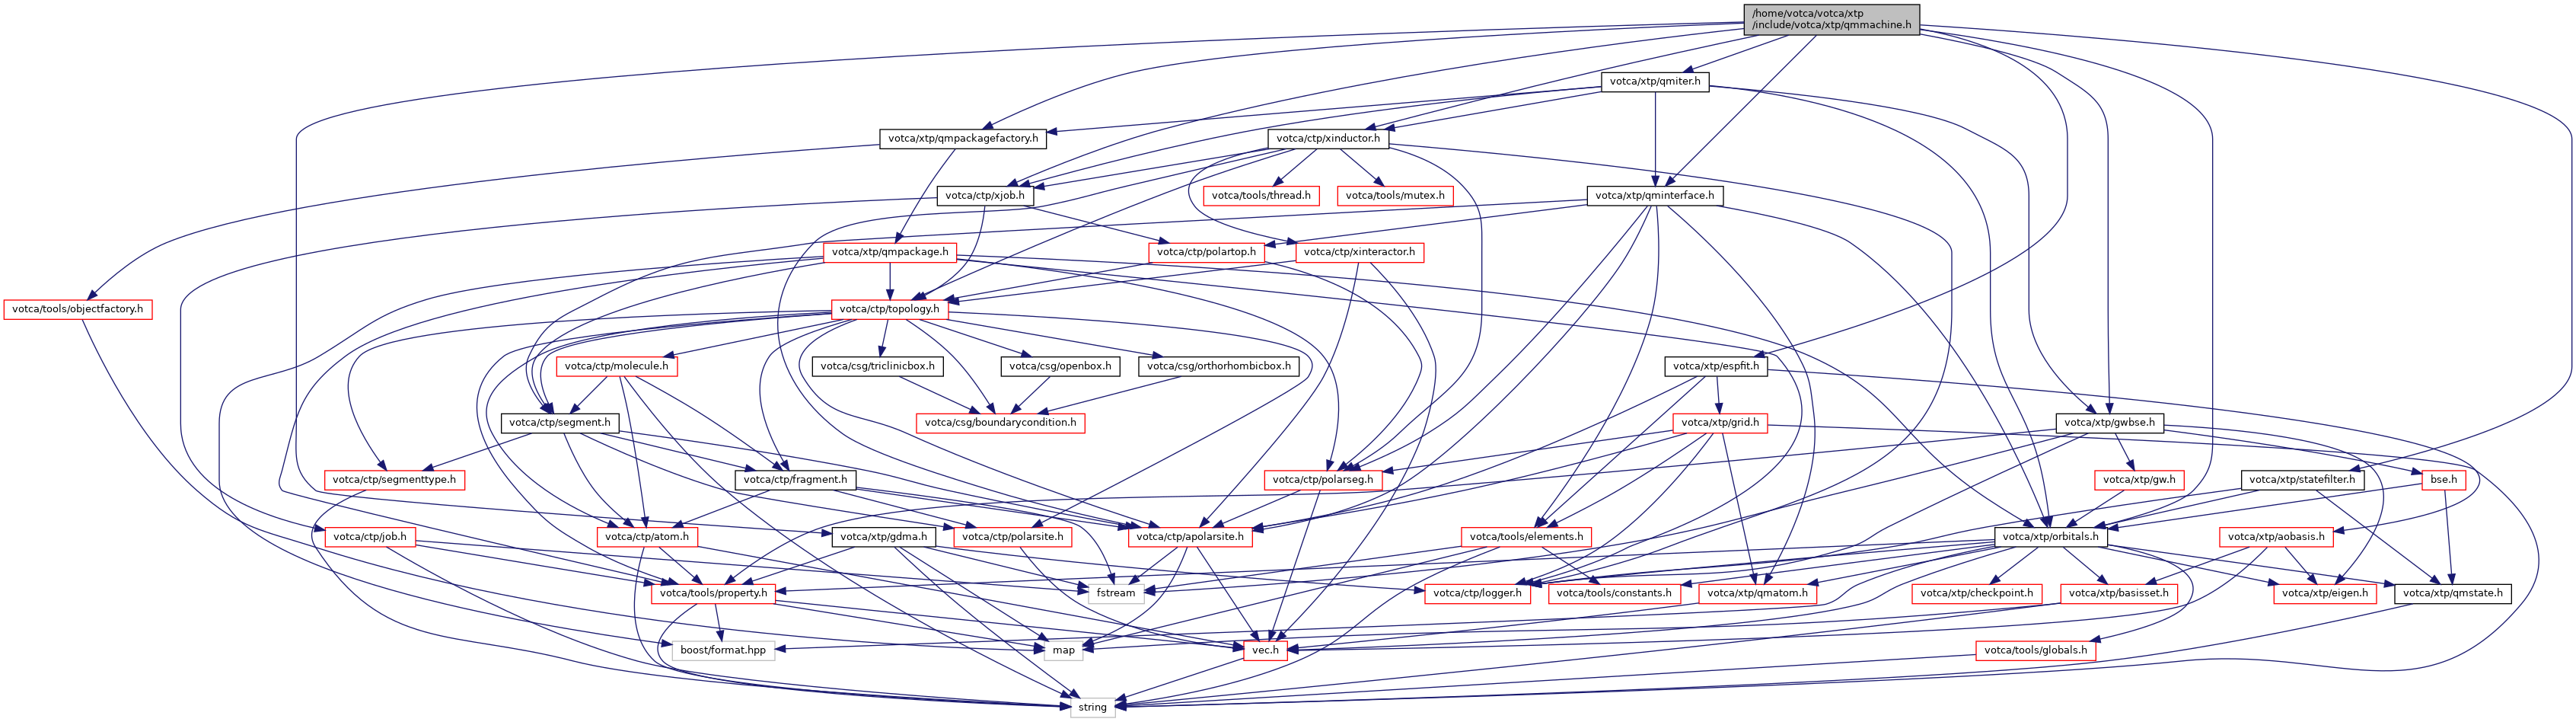 /home/votca/votca/xtp
/include/votca/xtp/qmmachine.h
votca/xtp/qmiter.h
votca/xtp/qmpackagefactory.h
votca/ctp/xinductor.h
votca/ctp/xjob.h
votca/tools/thread.h
votca/tools/mutex.h
votca/xtp/qminterface.h
votca/xtp/qmpackage.h
votca/ctp/polartop.h
votca/ctp/xinteractor.h
votca/tools/objectfactory.h
votca/ctp/topology.h
votca/ctp/molecule.h
votca/csg/triclinicbox.h
votca/csg/openbox.h
votca/csg/orthorhombicbox.h
votca/xtp/espfit.h
votca/ctp/segment.h
votca/csg/boundarycondition.h
votca/xtp/grid.h
votca/xtp/gwbse.h
votca/ctp/segmenttype.h
votca/ctp/fragment.h
votca/ctp/polarseg.h
votca/xtp/gw.h
votca/xtp/statefilter.h
bse.h
votca/ctp/job.h
votca/ctp/atom.h
votca/xtp/gdma.h
votca/ctp/polarsite.h
votca/ctp/apolarsite.h
votca/tools/elements.h
votca/xtp/orbitals.h
votca/xtp/aobasis.h
votca/tools/property.h
fstream
votca/ctp/logger.h
votca/tools/constants.h
votca/xtp/qmatom.h
votca/xtp/checkpoint.h
votca/xtp/basisset.h
votca/xtp/eigen.h
votca/xtp/qmstate.h
boost/format.hpp
map
vec.h
votca/tools/globals.h
string